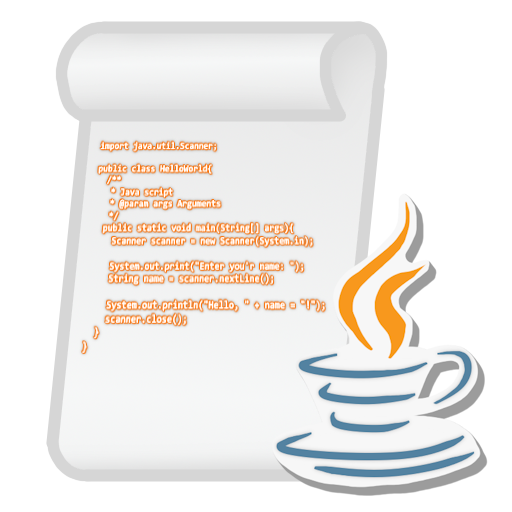 import java.util.Scanner;
public class HelloWorld{
/**
* Java script
* @param args Arguments
*/
public static void main(String[] args){
Scanner scanner = new Scanner(System.in);
System.out.print("Enter you'r name: ");
String name = scanner.nextLine();
System.out.println("Hello, " + name = "!");
scanner.close();
}
}